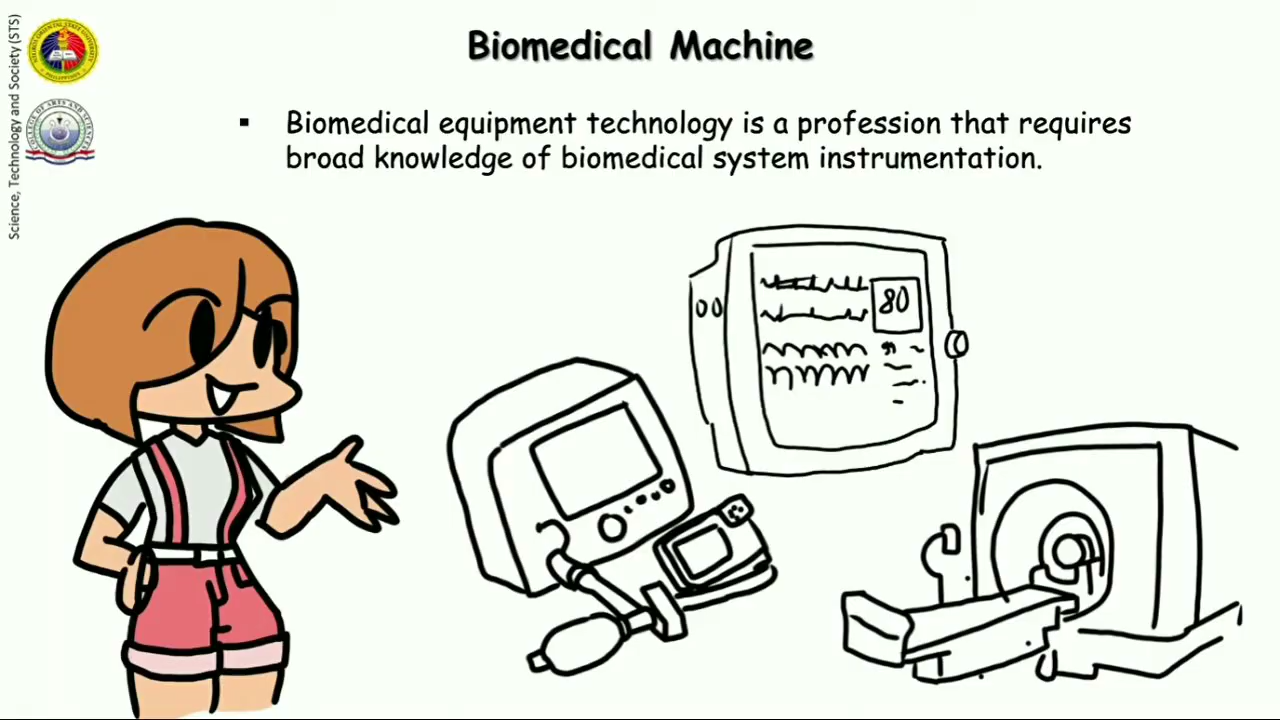 Science, Technology and Society (STS)
Biomedical Machine
▪ Biomedical equipment technology is a profession that requires
broad knowledge of biomedical system instrumentation.
80